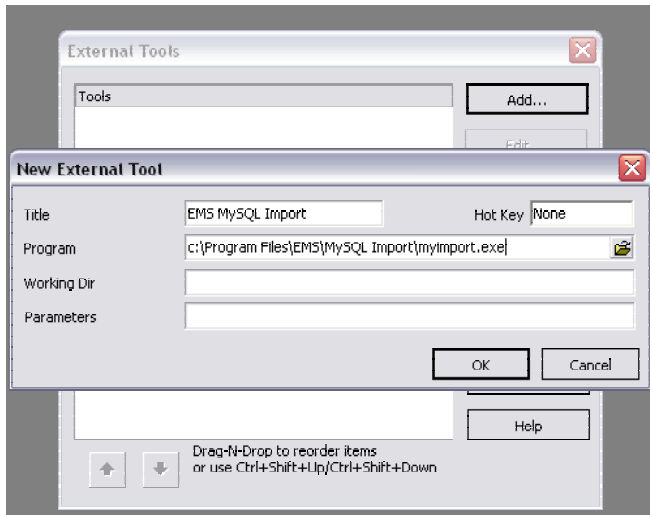 External Tools
Tools
Add...
Edit...
New External Tool
Title
EMS MySQL Import
Hot Key
None
Program
c:\Program Files\EMS\MySQL Import\myimport.exe
Working Dir
Parameters
OK
Cancel
Help
Drag-N-Drop to reorder items
or use Ctrl+Shift+Up/Ctrl+Shift+Down